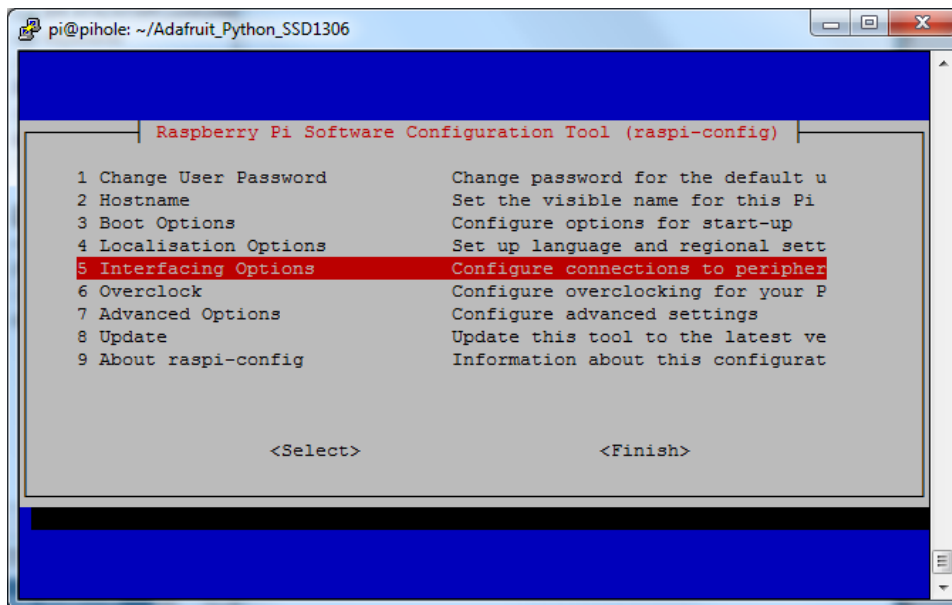 pi@pihole: ~/Adafruit_Python_SSD1306
Raspberry Pi Software Configuration Tool (raspi-config)
1 Change User Password Change password for the default u
2 Hostname Set the visible name for this Pi
3 Boot Options Configure options for start-up
4 Localisation Options Set up language and regional sett
5 Interfacing Options Configure connections to peripher
6 Overclock Configure overclocking for your P
7 Advanced Options Configure advanced settings
8 Update Update this tool to the latest ve
9 About raspi-config Information about this configurat
<Select> <Finish>